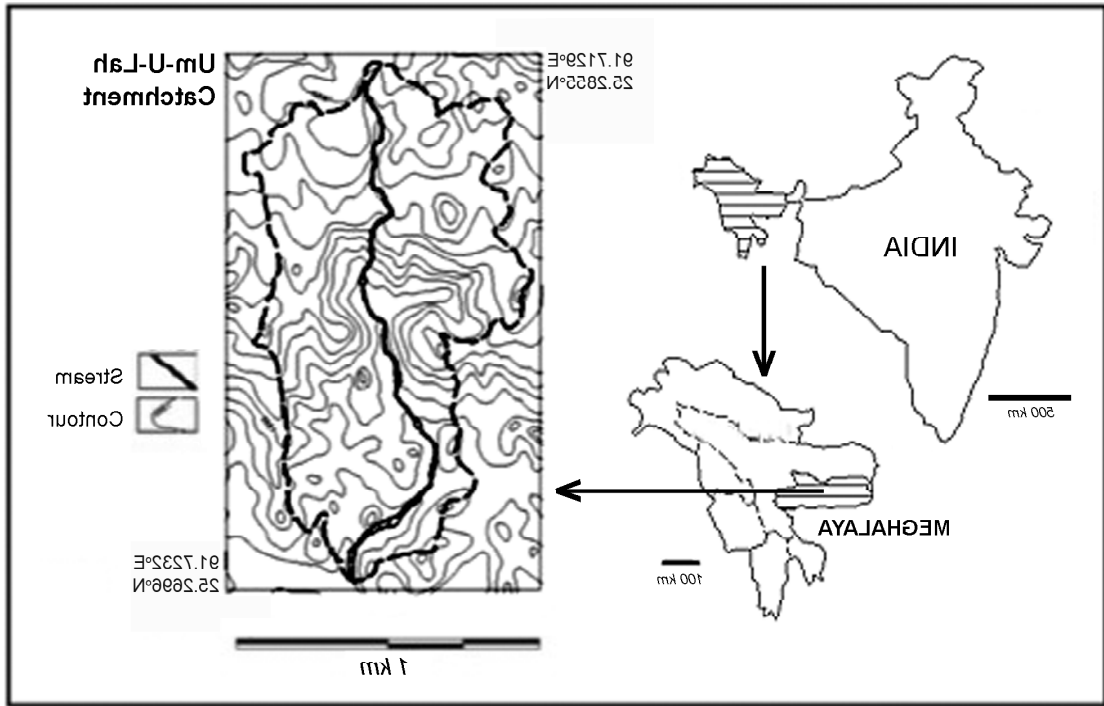 Um-U-Lah
Catchment
91.7129°E
25.2855°N
INDIA
500 km
Stream
Contour
MEGHALAYA
100 km
91.7232°E
25.2696°N
1 km